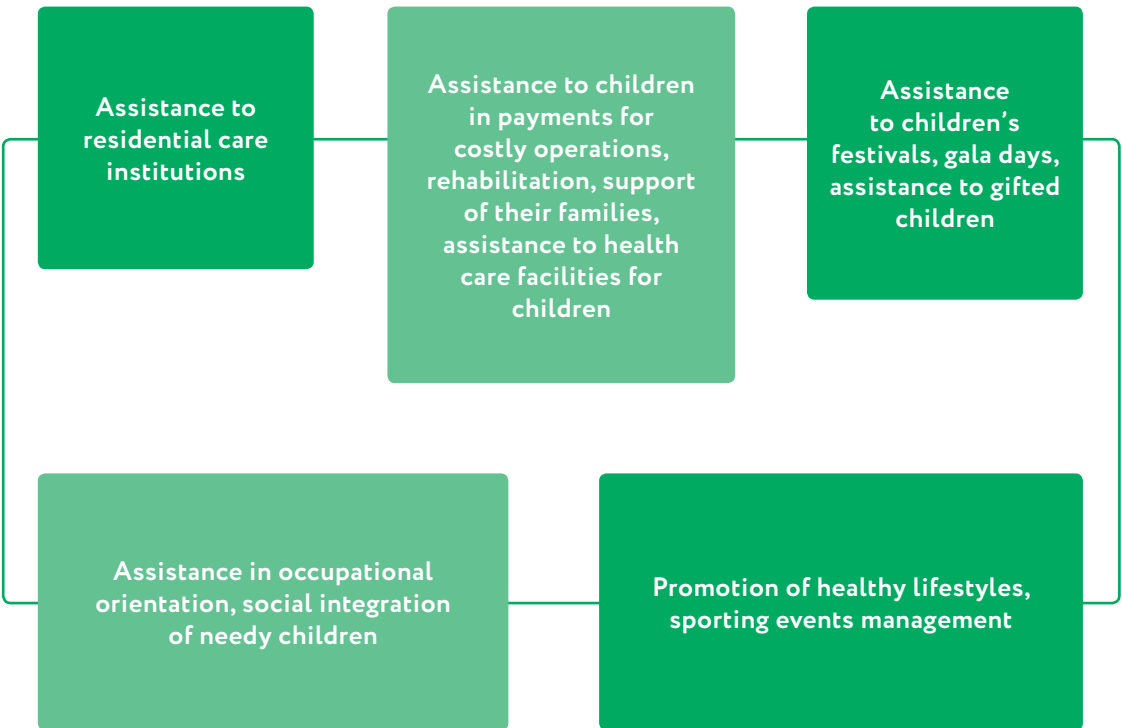 Assistance to
residential care
institutions
Assistance to children
in payments for
costly operations,
rehabilitation, support
of their families,
assistance to health
care facilities for
children
Assistance
to children’s
festivals, gala days,
assistance to gifted
children
Assistance in occupational
orientation, social integration
of needy children
Promotion of healthy lifestyles,
sporting events management